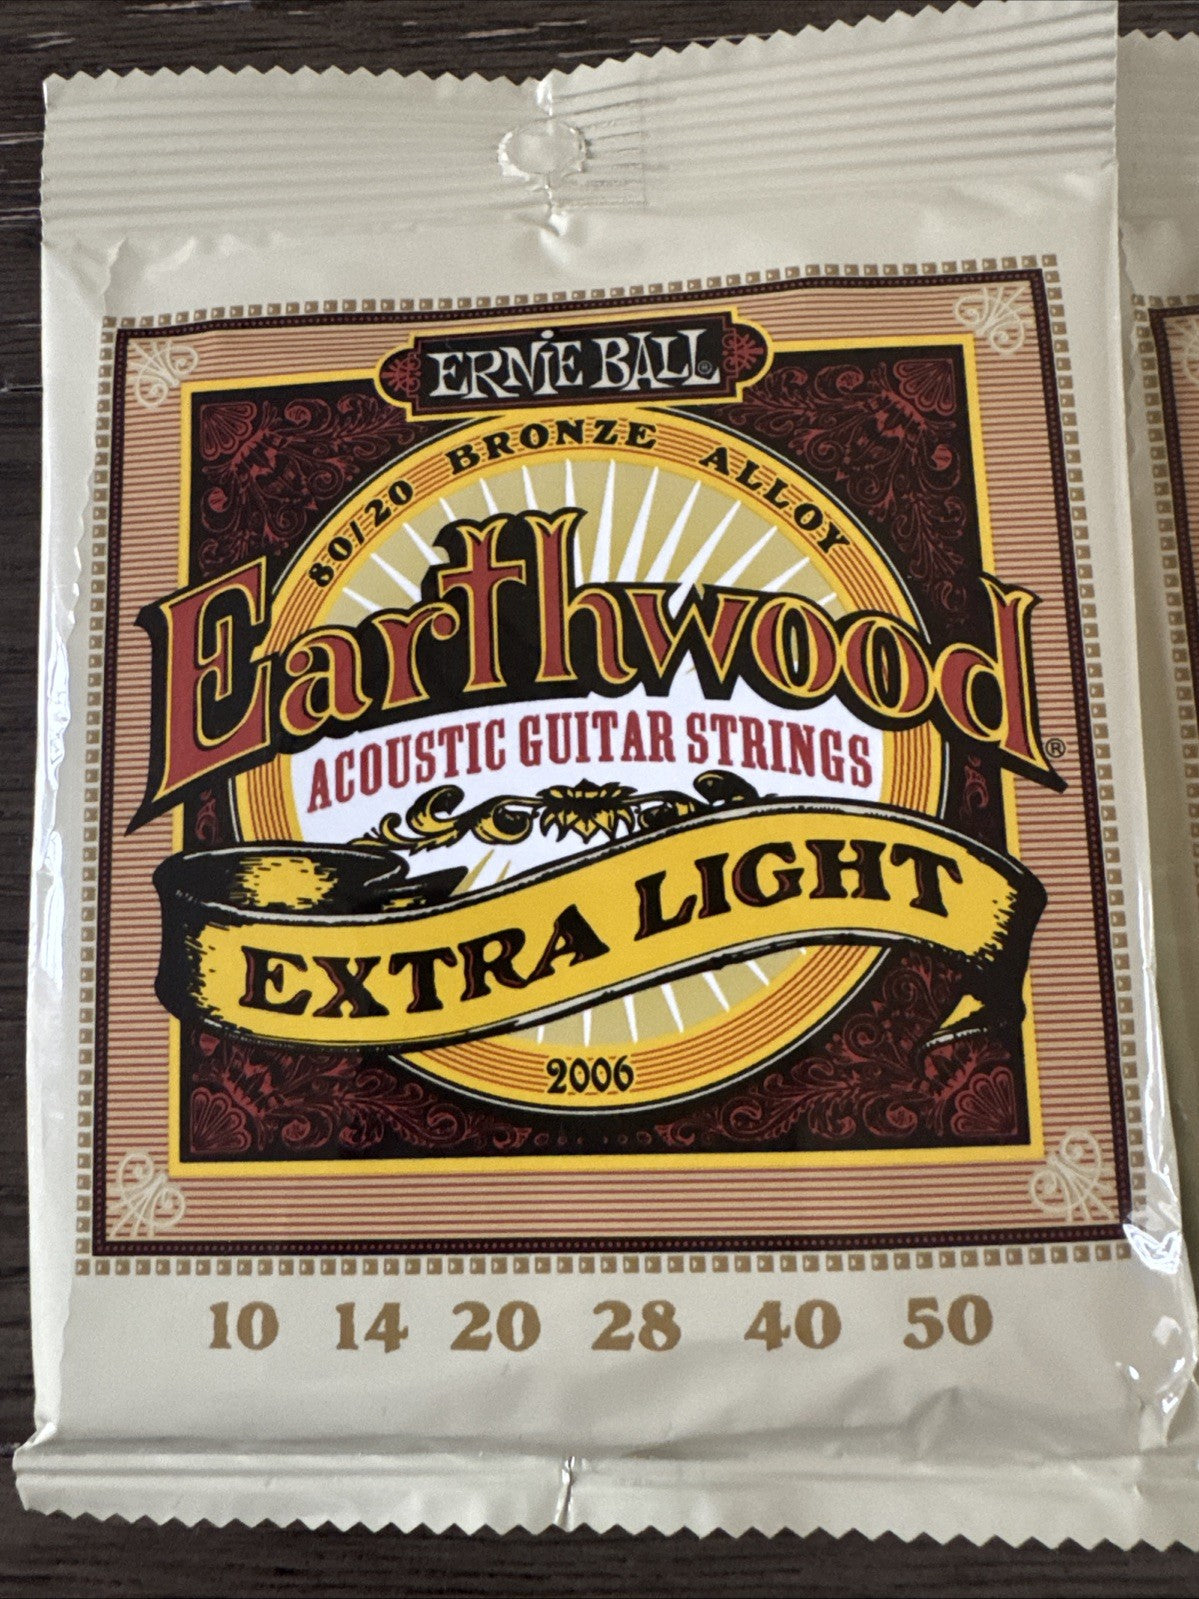 ERNIE BALL®
80/20 BRONZE ALLOY
Earthwood®
ACOUSTIC GUITAR STRINGS
EXTRA LIGHT
2006
10 14 20 28 40 50